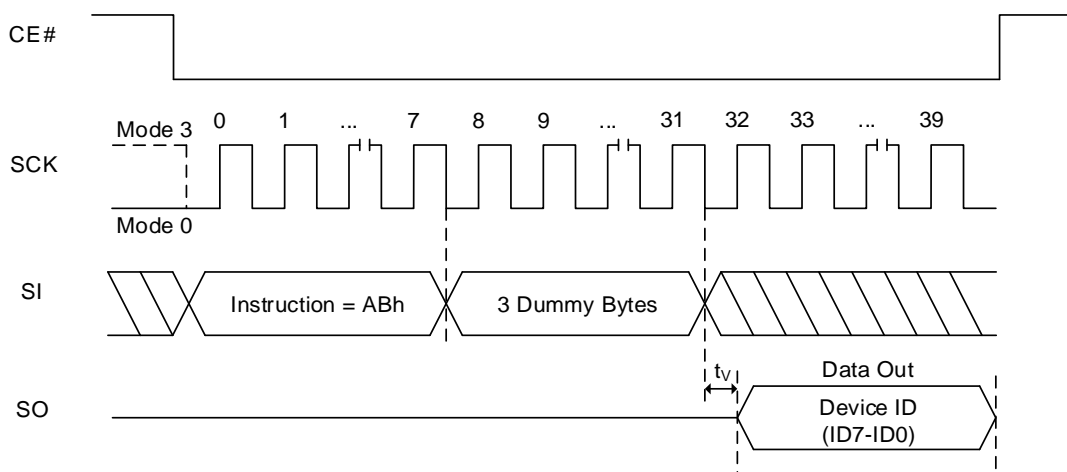 CE#
0 1 ... 7 8 9 ... 31 32 33 ... 39
Mode 3
SCK
Mode 0
SI
Instruction = ABh
3 Dummy Bytes
tV
Data Out
SO
Device ID
(ID7-ID0)